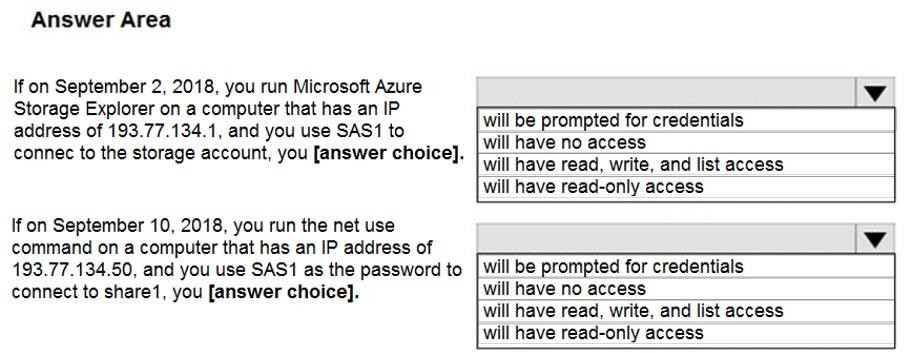 Answer Area
If on September 2, 2018, you run Microsoft Azure
Storage Explorer on a computer that has an IP
address of 193.77.134.1, and you use SAS1 to
connec to the storage account, you [answer choice].
will be prompted for credentials
will have no access
will have read, write, and list access
will have read-only access
If on September 10, 2018, you run the net use
command on a computer that has an IP address of
193.77.134.50, and you use SAS1 as the password to
connect to share1, you [answer choice].
will be prompted for credentials
will have no access
will have read, write, and list access
will have read-only access